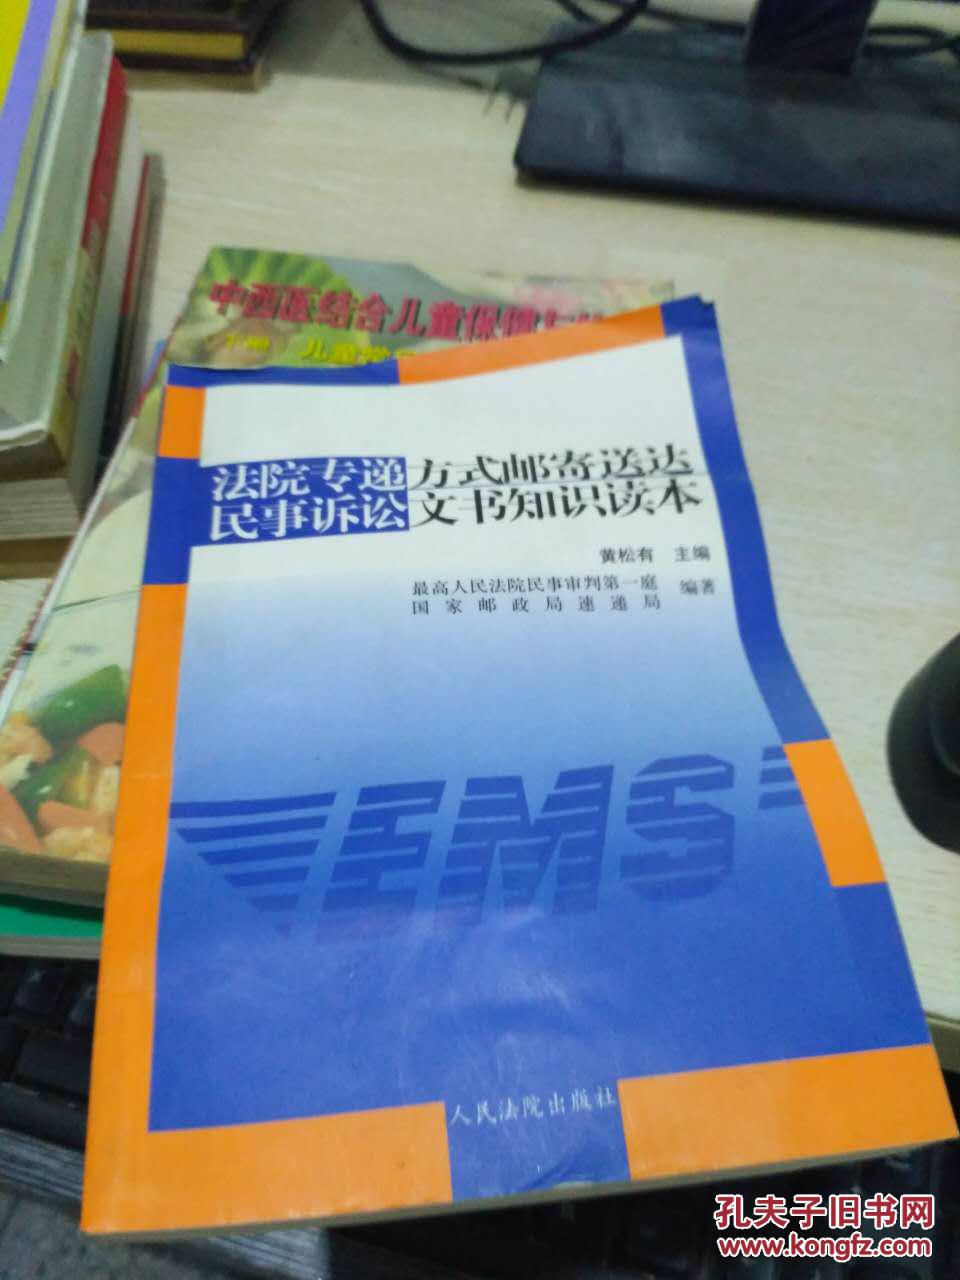 中西医结合儿童保健与
下册 儿童常
法院专递方式邮寄送达
民事诉讼文书知识读本
黄松有 主编
最高人民法院民事审判第一庭
国家邮政局速递局
编著
EMS
人民法院出版社
孔夫子旧书网
www.kongfz.com